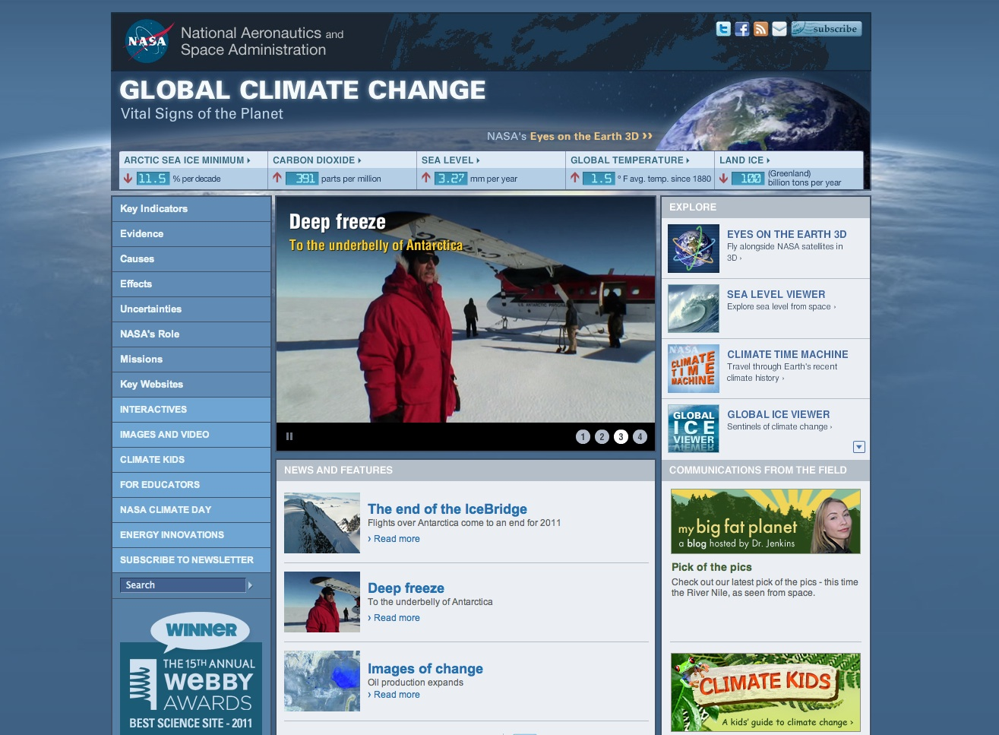 NASA
National Aeronautics and
Space Administration
subscribe
GLOBAL CLIMATE CHANGE
Vital Signs of the Planet
NASA's Eyes on the Earth 3D ››
ARCTIC SEA ICE MINIMUM ›
11.5 % per decade
CARBON DIOXIDE ›
391 parts per million
SEA LEVEL ›
3.27 mm per year
GLOBAL TEMPERATURE ›
1.5 ° F avg. temp. since 1880
LAND ICE ›
100 (Greenland)
billion tons per year
Key Indicators
Evidence
Causes
Effects
Uncertainties
NASA's Role
Missions
Key Websites
INTERACTIVES
IMAGES AND VIDEO
CLIMATE KIDS
FOR EDUCATORS
NASA CLIMATE DAY
ENERGY INNOVATIONS
SUBSCRIBE TO NEWSLETTER
Search
WINNER
THE 15TH ANNUAL
WEBBY
AWARDS
BEST SCIENCE SITE - 2011
Deep freeze
To the underbelly of Antarctica
U.S. ANTARCTIC PROGRAM
1 2 3 4
NEWS AND FEATURES
The end of the IceBridge
Flights over Antarctica come to an end for 2011
› Read more
Deep freeze
To the underbelly of Antarctica
› Read more
Images of change
Oil production expands
› Read more
EXPLORE
EYES ON THE EARTH 3D
Fly alongside NASA satellites in
3D ›
SEA LEVEL VIEWER
Explore sea level from space ›
NASA
CLIMATE
TIME
MACHINE
CLIMATE TIME MACHINE
Travel through Earth's recent
climate history ›
GLOBAL
ICE
VIEWER
GLOBAL ICE VIEWER
Sentinels of climate change ›
COMMUNICATIONS FROM THE FIELD
my big fat planet
a blog hosted by Dr. Jenkins
Pick of the pics
Check out our latest pick of the pics - this time
the River Nile, as seen from space.
CLIMATE KIDS
A kids' guide to climate change ›